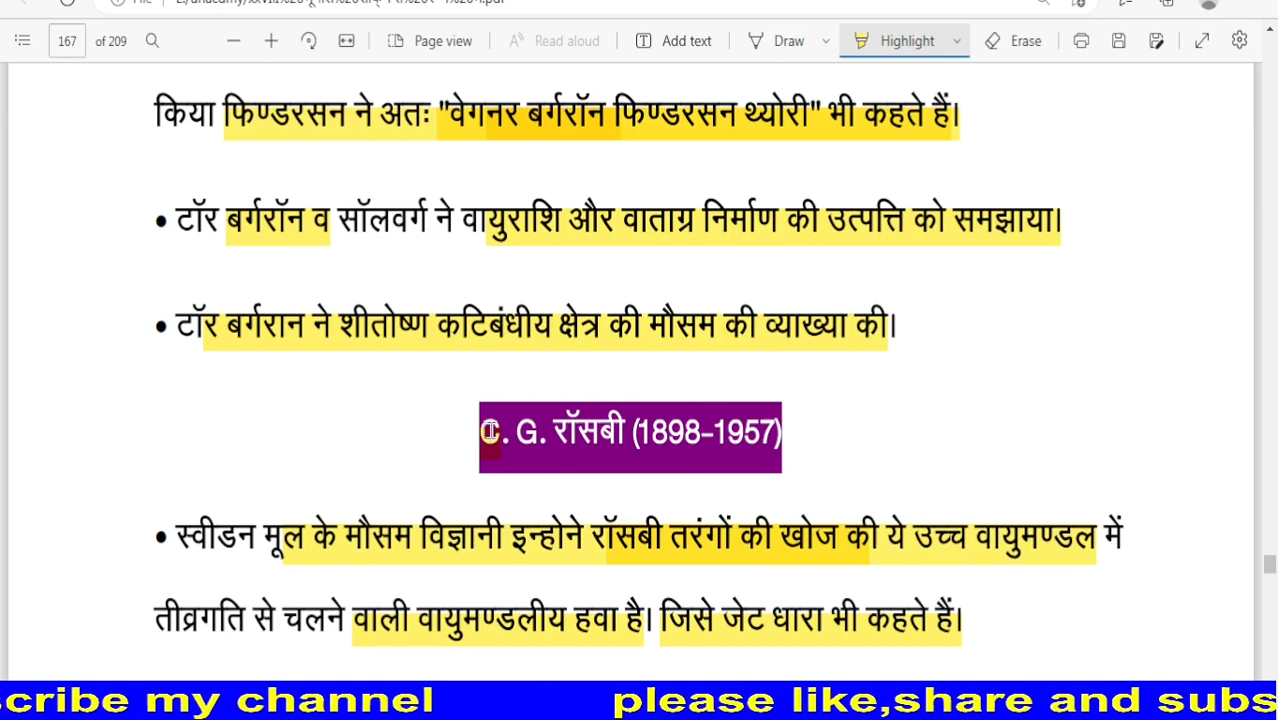 167 of 209 Page view Read aloud Add text Draw Highlight Erase
किया फिण्डरसन ने अतः "वेगनर बर्गरॉन फिण्डरसन थ्योरी" भी कहते हैं।
• टॉर बर्गरॉन व सॉलवर्ग ने वायुराशि और वाताग्र निर्माण की उत्पत्ति को समझाया।
• टॉर बर्गरान ने शीतोष्ण कटिबंधीय क्षेत्र की मौसम की व्याख्या की।
C. G. रॉसबी (1898-1957)
• स्वीडन मूल के मौसम विज्ञानी इन्होने रॉसबी तरंगों की खोज की ये उच्च वायुमण्डल में
तीव्रगति से चलने वाली वायुमण्डलीय हवा है। जिसे जेट धारा भी कहते हैं।
scribe my channel please like,share and subs